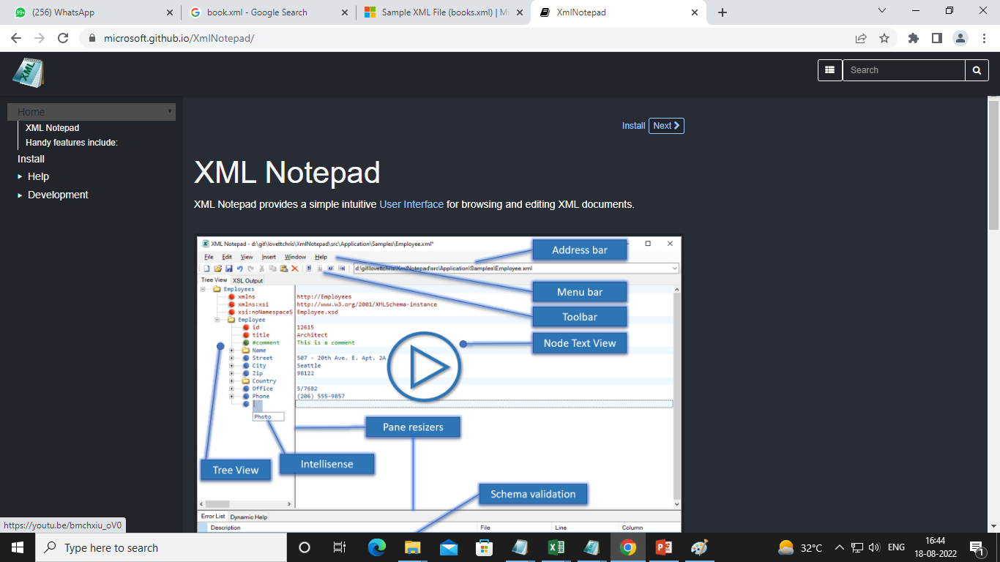 (256) WhatsApp
book.xml - Google Search
Sample XML File (books.xml) | Mi
XmlNotepad
microsoft.github.io/XmlNotepad/
XML
Search
Home
XML Notepad
Handy features include:
Install
Help
Development
Install Next
XML Notepad
XML Notepad provides a simple intuitive User Interface for browsing and editing XML documents.
XML Notepad - d:\git\lovettchris\XmlNotepad\src\Application\Samples\Employee.xml*
Address bar
File Edit View Insert Window Help
d:\git\lovettchris\XmlNotepad\src\Application\Samples\Employee.xml
Tree View XSL Output
Menu bar
Toolbar
Node Text View
Employees
xmlns http://Employees
xmlns:xsi http://www.w3.org/2001/XMLSchema-instance
xsi:noNamespaceS Employee.xsd
Employee
id 12615
title Architect
#comment This is a comment
Name
Street 507 - 20th Ave. E. Apt. 2A
City Seattle
Zip 98122
Country
Office 5/7682
Phone (206) 555-9857
Photo
Pane resizers
Tree View
Intellisense
Schema validation
Error List Dynamic Help
Description File Line Column
https://youtu.be/bmchxiu_oV0
Type here to search
32°C
ENG
16:44
18-08-2022
1